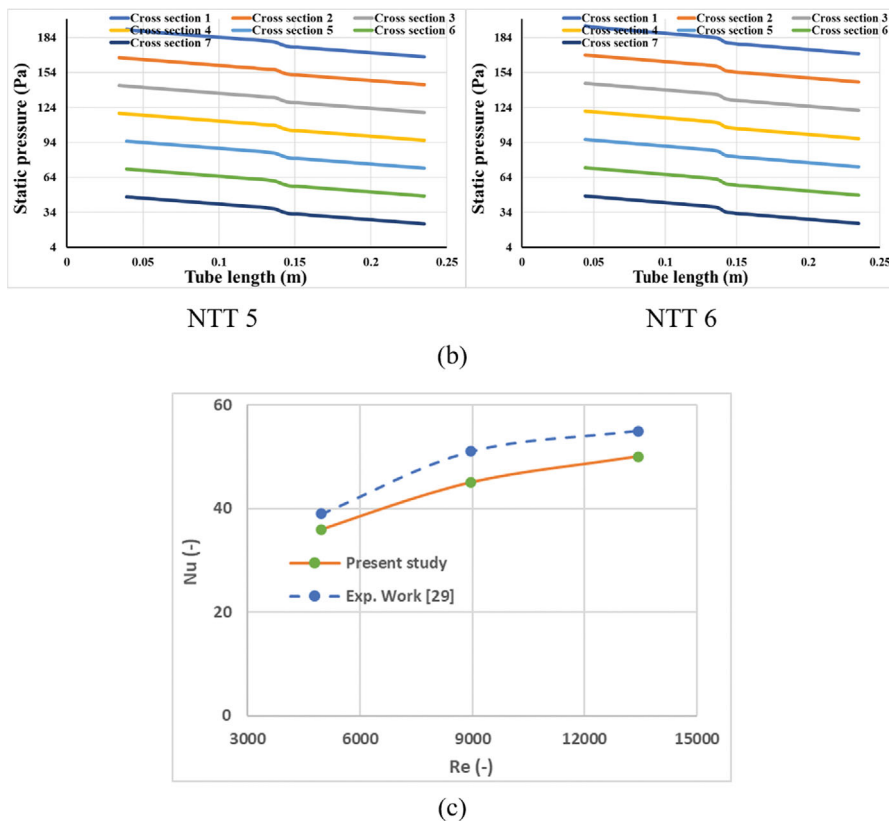 Cross section 1 Cross section 2 Cross section 3
Cross section 4 Cross section 5 Cross section 6
Cross section 7
184
154
124
94
64
34
4
Static pressure (Pa)
0 0.05 0.1 0.15 0.2 0.25
Tube length (m)
NTT 5
Cross section 1 Cross section 2 Cross section 3
Cross section 4 Cross section 5 Cross section 6
Cross section 7
184
154
124
94
64
34
4
Static pressure (Pa)
0 0.05 0.1 0.15 0.2 0.25
Tube length (m)
NTT 6
(b)
60
40
20
0
Nu (-)
Present study
Exp. Work [29]
3000 6000 9000 12000 15000
Re (-)
(c)